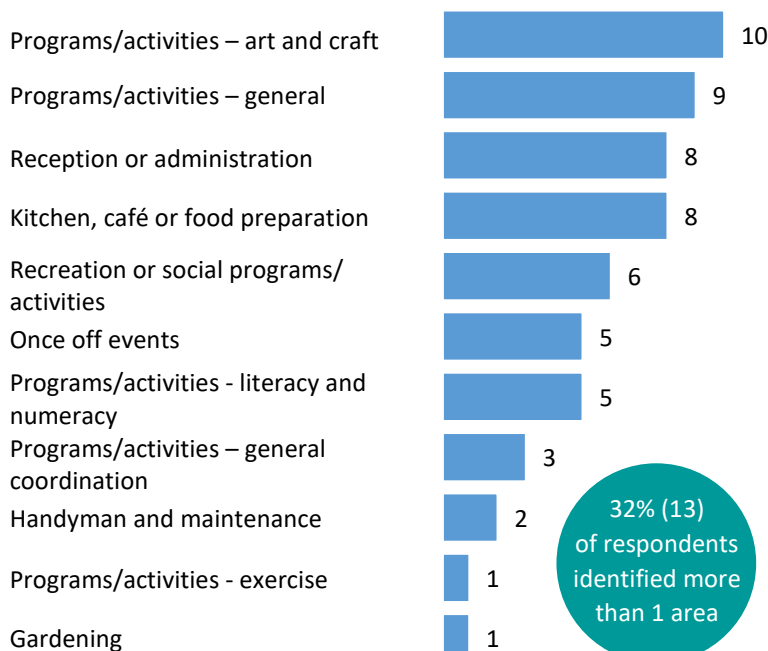 Programs/activities – art and craft 10
Programs/activities – general 9
Reception or administration 8
Kitchen, café or food preparation 8
Recreation or social programs/
activities 6
Once off events 5
Programs/activities - literacy and
numeracy 5
Programs/activities – general
coordination 3
Handyman and maintenance 2
Programs/activities - exercise 1
Gardening 1
32% (13)
of respondents
identified more
than 1 area